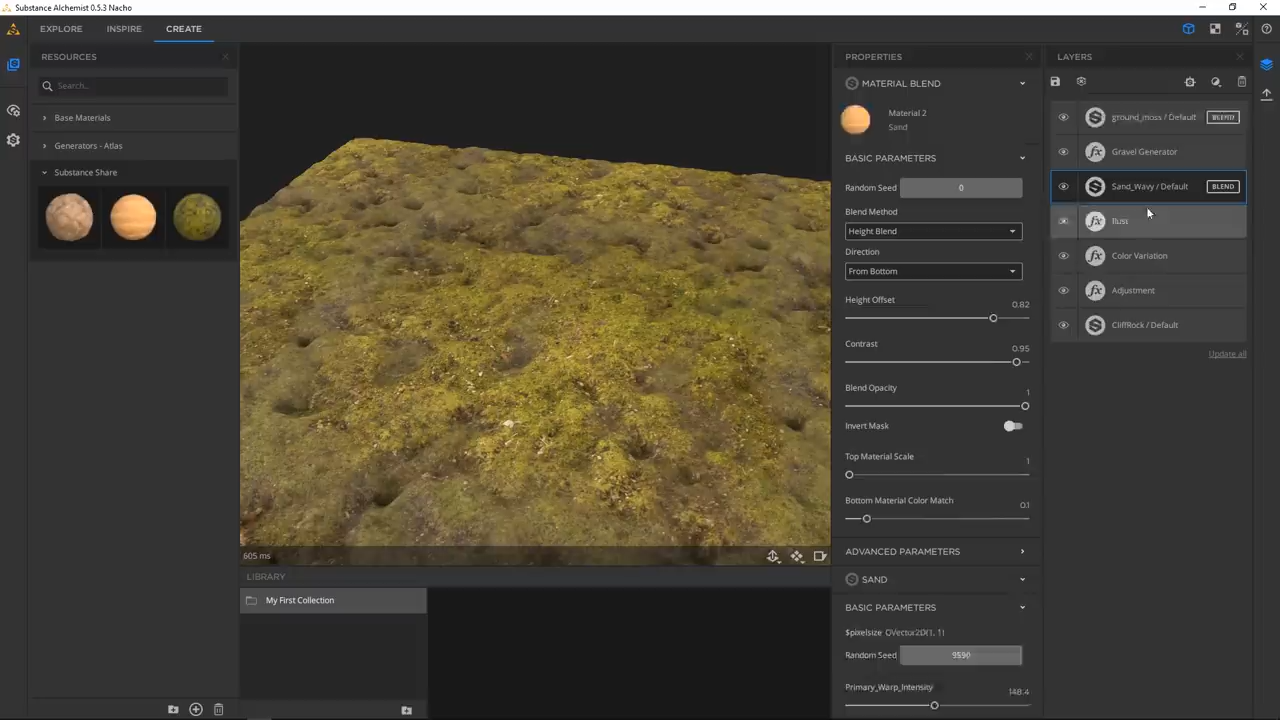 Substance Alchemist 0.5.3 Nacho
EXPLORE
INSPIRE
CREATE
RESOURCES
Search...
Base Materials
Generators - Atlas
Substance Share
605 ms
LIBRARY
My First Collection
PROPERTIES
MATERIAL BLEND
Material 2
Sand
BASIC PARAMETERS
Random Seed 0
Blend Method
Height Blend
Direction
From Bottom
Height Offset 0.82
Contrast 0.95
Blend Opacity 1
Invert Mask
Top Material Scale 1
Bottom Material Color Match 0.1
ADVANCED PARAMETERS
SAND
BASIC PARAMETERS
$pixelsize QVector2D(1, 1)
Random Seed
Primary_Warp_Intensity 148.4
LAYERS
ground_moss / Default BLEND
Gravel Generator
Sand_Wavy / Default BLEND
Color Variation
Adjustment
CliffRock / Default
Update all